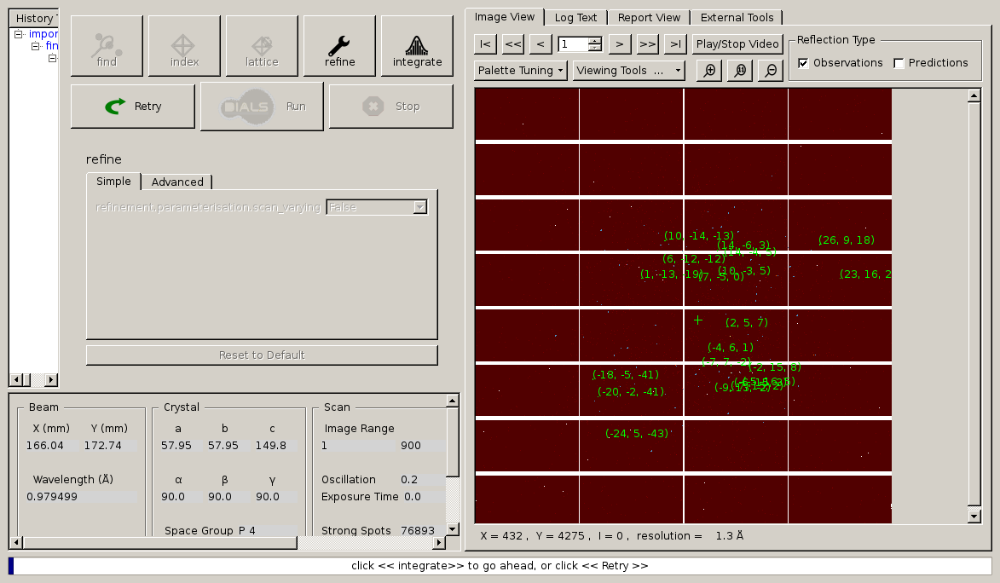 History
impor
fin
find
index
lattice
refine
integrate
Retry
DIALS
Run
Stop
refine
Simple
Advanced
refinement.parameterisation.scan_varying
False
Reset to Default
Beam
X (mm) Y (mm)
166.04 172.74
Wavelength (Å)
0.979499
Crystal
a b c
57.95 57.95 149.8
α β γ
90.0 90.0 90.0
Space Group P 4
Scan
Image Range
1 900
Oscillation 0.2
Exposure Time 0.0
Strong Spots 76893
Image View
Log Text
Report View
External Tools
I< << < 1 > >> >I Play/Stop Video
Palette Tuning
Viewing Tools ...
Reflection Type
Observations
Predictions
(10, -14, -13)
(14, -6, 3)
(26, 9, 18)
(6, -12, -12)
(1, -13, -19)
(10, -3, 5)
(7, -5, 0)
(23, 16, 2
(2, 5, 7)
(-4, 6, 1)
(-7, 7, -2)
(-2, 15, 8)
(-18, -5, -41)
(-20, -2, -41)
(-24, 5, -43)
X = 432 , Y = 4275 , I = 0 , resolution = 1.3 Å
click << integrate>> to go ahead, or click << Retry >>